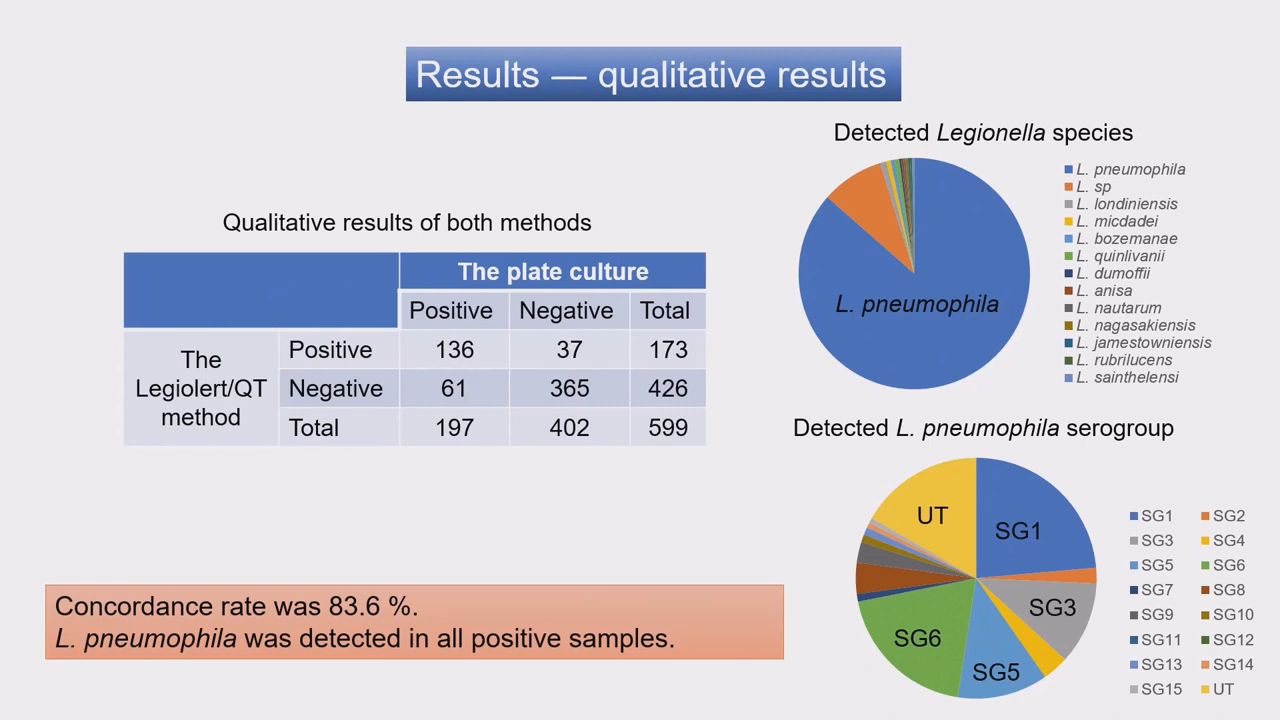 Results — qualitative results
Qualitative results of both methods
The plate culture
Positive Negative Total
The Legiolert/QT method
Positive 136 37 173
Negative 61 365 426
Total 197 402 599
Concordance rate was 83.6 %.
L. pneumophila was detected in all positive samples.
Detected Legionella species
L. pneumophila
L. pneumophila
L. sp
L. londiniensis
L. micdadei
L. bozemanae
L. quinlivanii
L. dumoffii
L. anisa
L. nautarum
L. nagasakiensis
L. jamestowniensis
L. rubrilucens
L. sainthelensi
Detected L. pneumophila serogroup
UT
SG1
SG3
SG6
SG5
SG1 SG2
SG3 SG4
SG5 SG6
SG7 SG8
SG9 SG10
SG11 SG12
SG13 SG14
SG15 UT